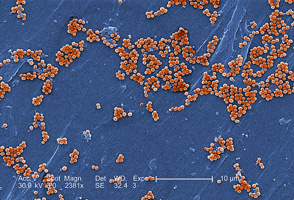 Acc.V Spot Magn Det WD Exp 10 µm
30.0 kV 3.0 2381x SE 32.4 3